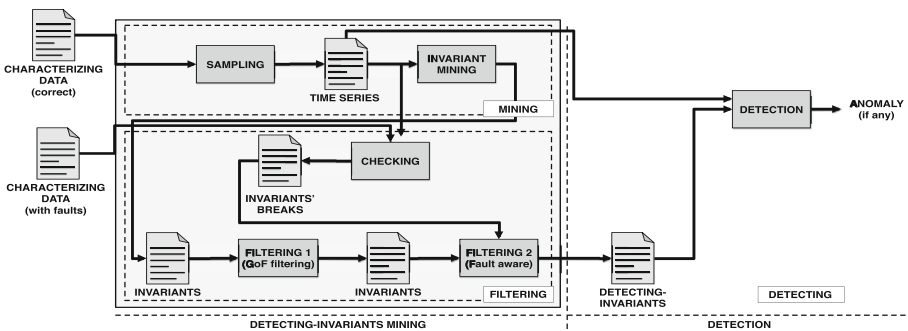 CHARACTERIZING
DATA
(correct)
SAMPLING
TIME SERIES
INVARIANT
MINING
MINING
CHARACTERIZING
DATA
(with faults)
INVARIANTS'
BREAKS
CHECKING
DETECTION
ANOMALY
(if any)
INVARIANTS
FILTERING 1
(GoF filtering)
INVARIANTS
FILTERING 2
(Fault aware)
FILTERING
DETECTING-
INVARIANTS
DETECTING
DETECTING-INVARIANTS MINING
DETECTION